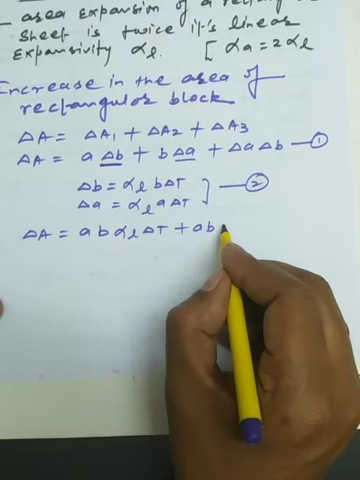 — area expansion of a rectang
sheet is twice it's linear
Expansivity αℓ. [αa = 2αℓ
Increase in the area of
rectangular block
ΔA = ΔA1 + ΔA2 + ΔA3
ΔA = a Δb + b Δa + Δa Δb —①
Δb = αℓ b ΔT
Δa = αℓ a ΔT ] —②
ΔA = a b αℓ ΔT + ab